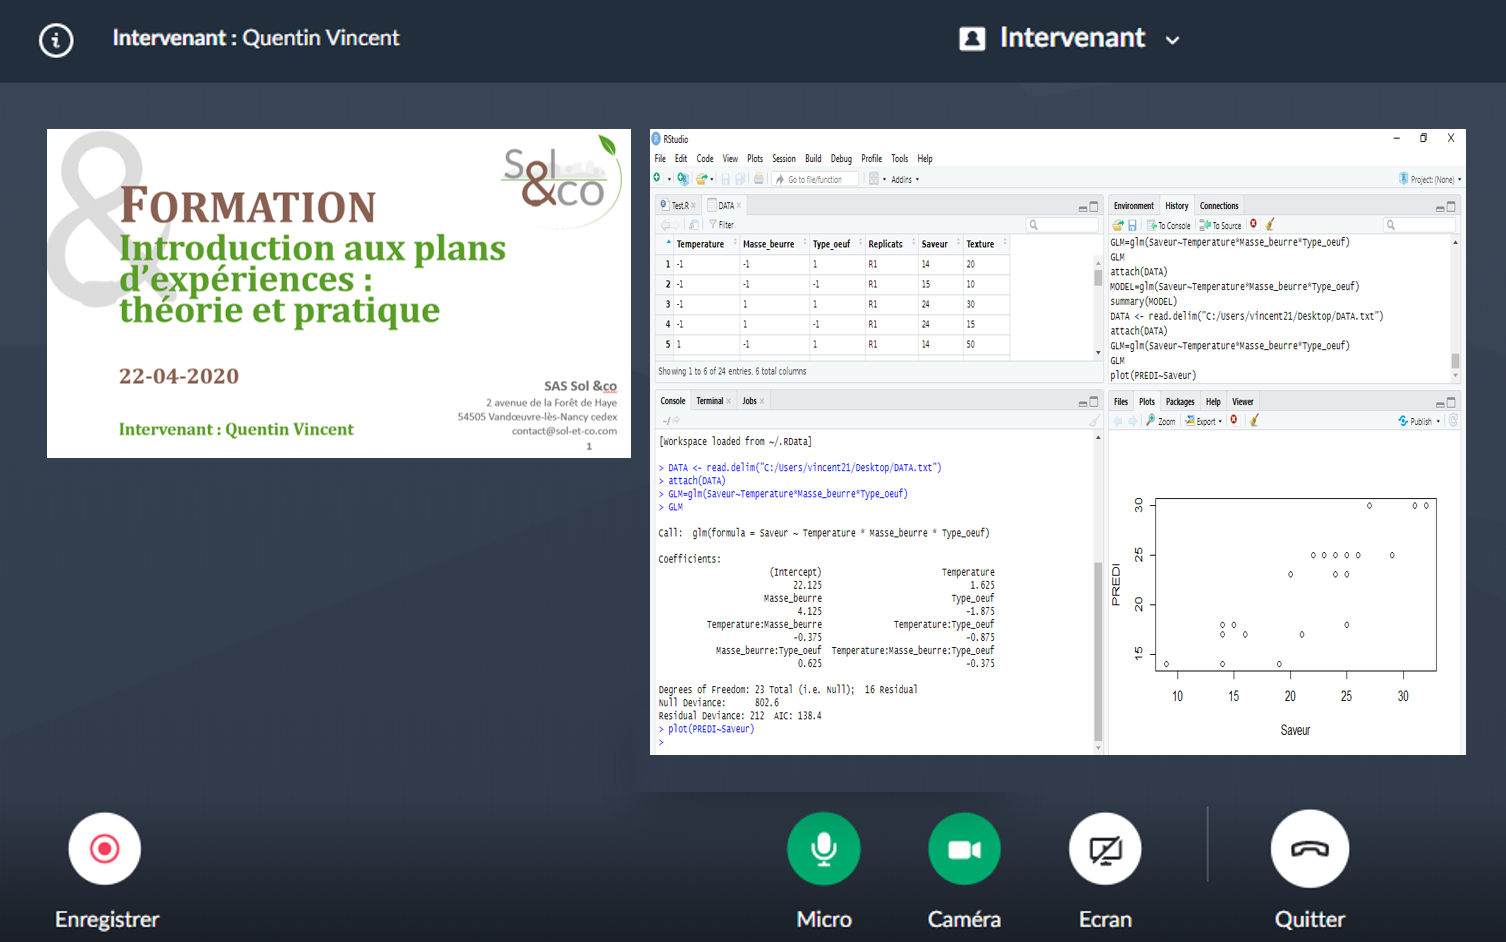 Intervenant : Quentin Vincent
Intervenant
Sol
&co
FORMATION
Introduction aux plans
d'expériences :
théorie et pratique
22-04-2020
SAS Sol &co
2 avenue de la Forêt de Haye
54505 Vandœuvre-lès-Nancy cedex
contact@sol-et-co.com
Intervenant : Quentin Vincent
1
RStudio
File Edit Code View Plots Session Build Debug Profile Tools Help
Go to file/function
Addins
Project: (None)
Test.R
DATA
Filter
Temperature Masse_beurre Type_oeuf Replicats Saveur Texture
1 -1 -1 1 R1 14 20
2 -1 -1 -1 R1 15 10
3 -1 1 1 R1 24 30
4 -1 1 -1 R1 24 15
5 1 -1 1 R1 14 50
Showing 1 to 6 of 24 entries, 6 total columns
Environment History Connections
To Console To Source
GLM=glm(Saveur~Temperature*Masse_beurre*Type_oeuf)
GLM
attach(DATA)
MODEL=glm(Saveur~Temperature*Masse_beurre*Type_oeuf)
summary(MODEL)
DATA <- read.delim("C:/Users/vincent21/Desktop/DATA.txt")
attach(DATA)
GLM=glm(Saveur~Temperature*Masse_beurre*Type_oeuf)
GLM
plot(PREDI~Saveur)
Console Terminal Jobs
~/
[Workspace loaded from ~/.RData]
> DATA <- read.delim("C:/Users/vincent21/Desktop/DATA.txt")
> attach(DATA)
> GLM=glm(Saveur~Temperature*Masse_beurre*Type_oeuf)
> GLM
Call: glm(formula = Saveur ~ Temperature * Masse_beurre * Type_oeuf)
Coefficients:
(Intercept) Temperature
22.125 1.625
Masse_beurre Type_oeuf
4.125 -1.875
Temperature:Masse_beurre Temperature:Type_oeuf
-0.375 -0.875
Masse_beurre:Type_oeuf Temperature:Masse_beurre:Type_oeuf
0.625 -0.375
Degrees of Freedom: 23 Total (i.e. Null); 16 Residual
Null Deviance: 802.6
Residual Deviance: 212 AIC: 138.4
> plot(PREDI~Saveur)
>
Files Plots Packages Help Viewer
Zoom Export Publish
PREDI
30
25
20
15
10 15 20 25 30
Saveur
Enregistrer
Micro
Caméra
Ecran
Quitter